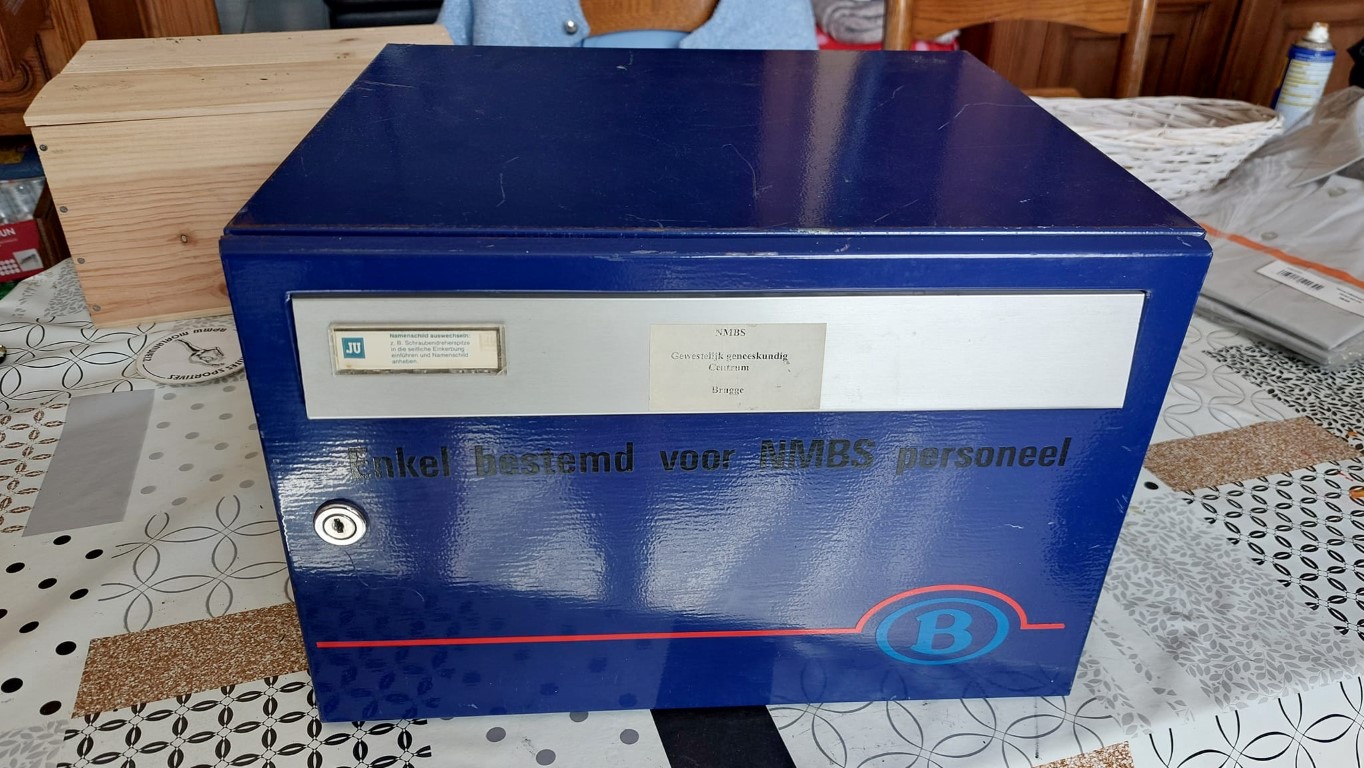 JU
Namenschild auswechseln:
z. B. Schraubendreherspitze
in die seitliche Einkerbung
einführen und Namenschild
anheben.
NMBS
Gewestelijk geneeskundig
Centrum
Brugge
Enkel bestemd voor NMBS personeel
B
UN